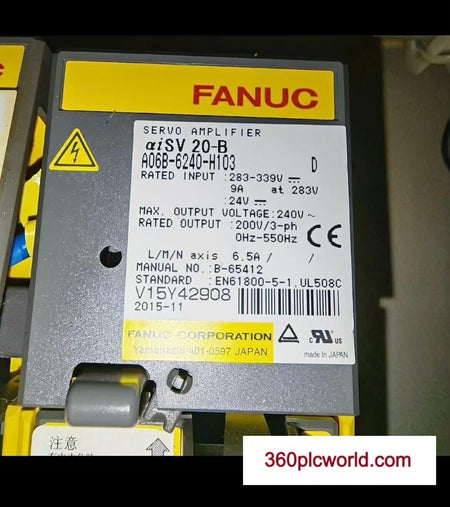 FANUC
SERVO AMPLIFIER
αiSV 20-B
A06B-6240-H103 D
RATED INPUT :283-339V⎓
9A at 283V
:24V⎓
MAX. OUTPUT VOLTAGE:240V~
RATED OUTPUT :200V/3-ph
0Hz-550Hz
L/M/N axis 6.5A / /
MANUAL NO.:B-65412
STANDARD :EN61800-5-1,UL508C
V15Y42908
2015-11
FANUC CORPORATION
Yamanashi 401-0597 JAPAN
made in JAPAN
注意
360plcworld.com